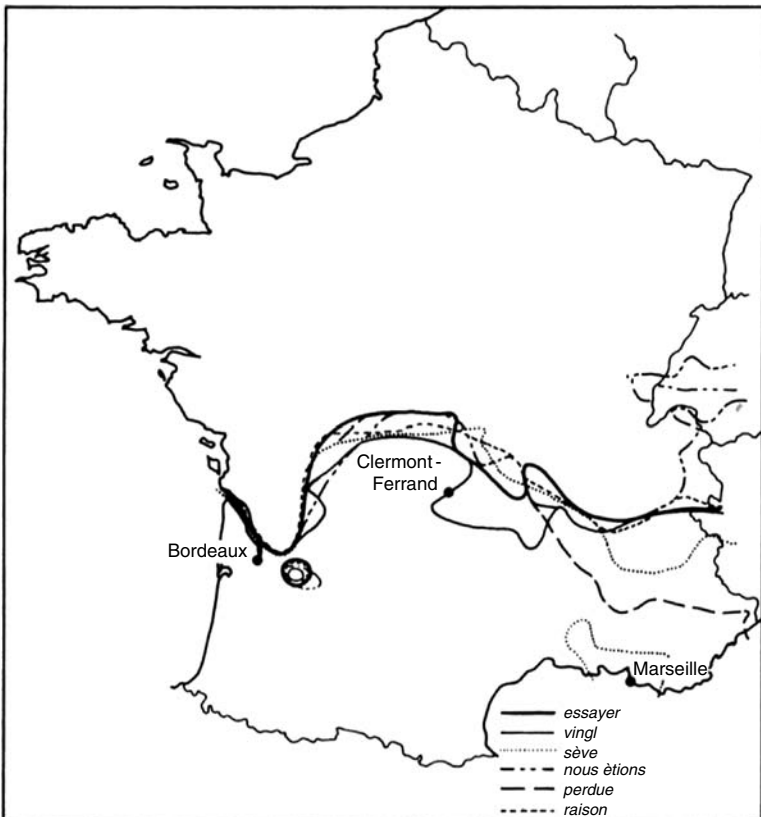 Clermont-
Ferrand
Bordeaux
Marseille
essayer
vingl
sève
nous ètions
perdue
raison